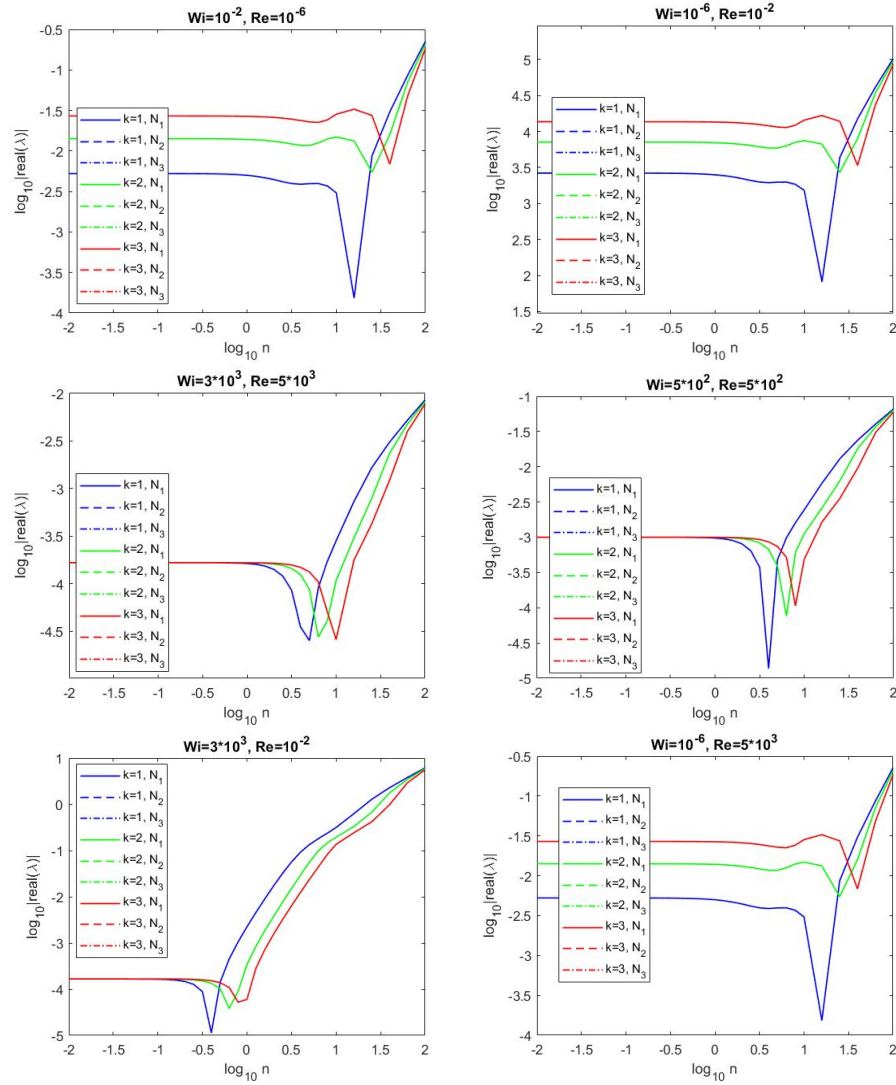 Wi=10^-2, Re=10^-6
-0.5
-1
-1.5
-2
-2.5
-3
-3.5
-4
log10|real(λ)|
k=1, N1
k=1, N2
k=1, N3
k=2, N1
k=2, N2
k=2, N3
k=3, N1
k=3, N2
k=3, N3
-2 -1.5 -1 -0.5 0 0.5 1 1.5 2
log10 n
Wi=10^-6, Re=10^-2
5
4.5
4
3.5
3
2.5
2
1.5
log10|real(λ)|
k=1, N1
k=1, N2
k=1, N3
k=2, N1
k=2, N2
k=2, N3
k=3, N1
k=3, N2
k=3, N3
-2 -1.5 -1 -0.5 0 0.5 1 1.5 2
log10 n
Wi=3*10^3, Re=5*10^3
-2
-2.5
-3
-3.5
-4
-4.5
log10|real(λ)|
k=1, N1
k=1, N2
k=1, N3
k=2, N1
k=2, N2
k=2, N3
k=3, N1
k=3, N2
k=3, N3
-2 -1.5 -1 -0.5 0 0.5 1 1.5 2
log10 n
Wi=5*10^2, Re=5*10^2
-1
-1.5
-2
-2.5
-3
-3.5
-4
-4.5
-5
log10|real(λ)|
k=1, N1
k=1, N2
k=1, N3
k=2, N1
k=2, N2
k=2, N3
k=3, N1
k=3, N2
k=3, N3
-2 -1.5 -1 -0.5 0 0.5 1 1.5 2
log10 n
Wi=3*10^3, Re=10^-2
1
0
-1
-2
-3
-4
-5
log10|real(λ)|
k=1, N1
k=1, N2
k=1, N3
k=2, N1
k=2, N2
k=2, N3
k=3, N1
k=3, N2
k=3, N3
-2 -1.5 -1 -0.5 0 0.5 1 1.5 2
log10 n
Wi=10^-6, Re=5*10^3
-0.5
-1
-1.5
-2
-2.5
-3
-3.5
-4
log10|real(λ)|
k=1, N1
k=1, N2
k=1, N3
k=2, N1
k=2, N2
k=2, N3
k=3, N1
k=3, N2
k=3, N3
-2 -1.5 -1 -0.5 0 0.5 1 1.5 2
log10 n